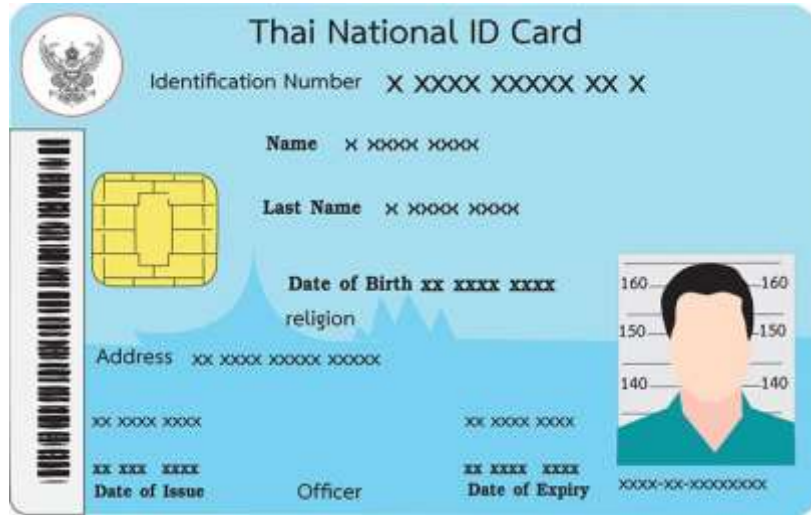 Thai National ID Card
Identification Number X XXXX XXXXX XX X
Name X XXXX XXXX
Last Name X XXXX XXXX
Date of Birth xx xxxx xxxx
religion
160 160
150 150
Address xx xxxx xxxxx xxxxx
140 140
xx xxxx xxxx xx xxxx xxxx
xx xxx xxxx xx xxxx xxxx
Date of Issue Officer Date of Expiry xxxx-xx-xxxxxxxx